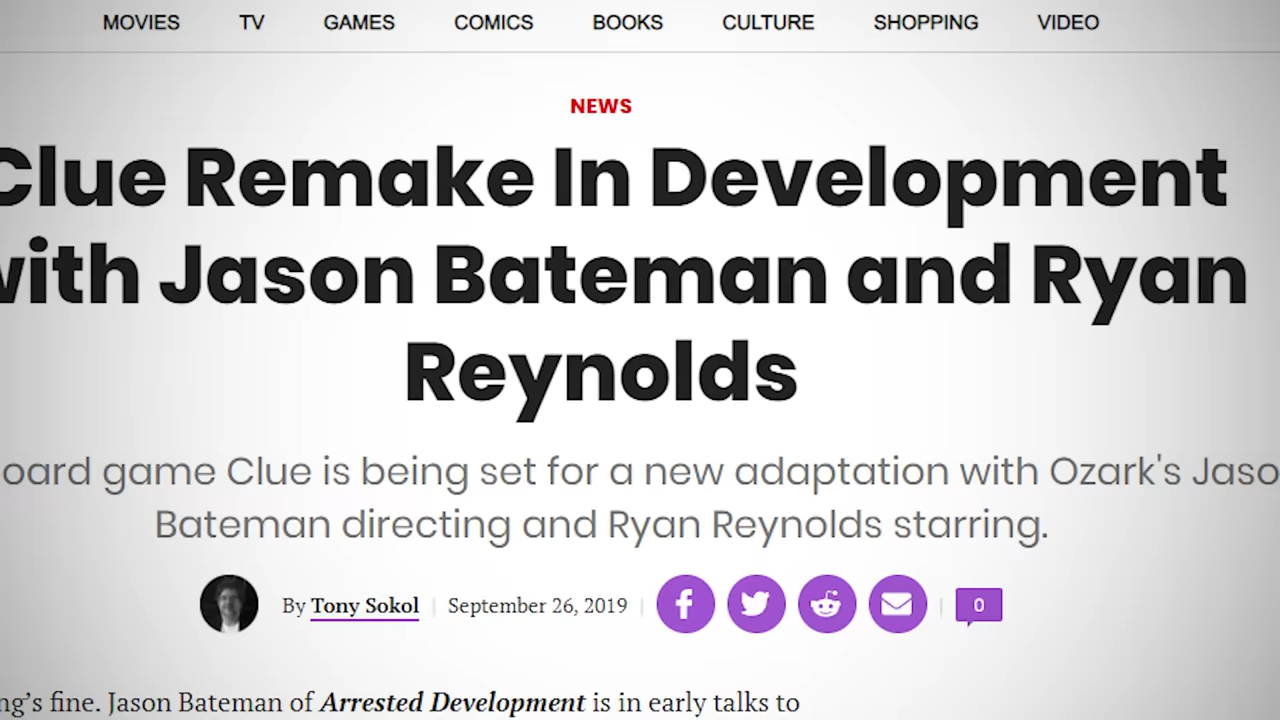 MOVIES TV GAMES COMICS BOOKS CULTURE SHOPPING VIDEO
NEWS
Clue Remake In Development
with Jason Bateman and Ryan
Reynolds
oard game Clue is being set for a new adaptation with Ozark's Jaso
Bateman directing and Ryan Reynolds starring.
By Tony Sokol | September 26, 2019 | 0
ng's fine. Jason Bateman of Arrested Development is in early talks to